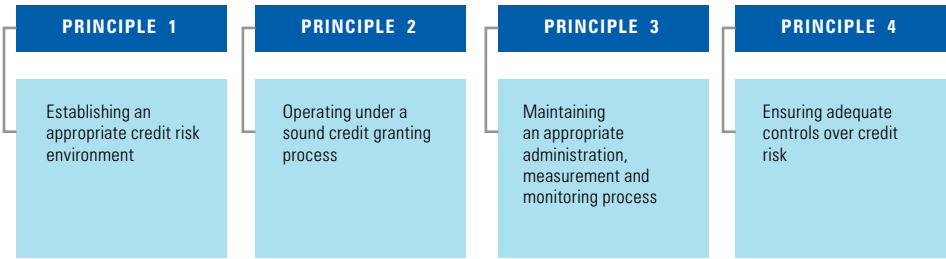 PRINCIPLE 1
Establishing an
appropriate credit risk
environment
PRINCIPLE 2
Operating under a
sound credit granting
process
PRINCIPLE 3
Maintaining
an appropriate
administration,
measurement and
monitoring process
PRINCIPLE 4
Ensuring adequate
controls over credit
risk